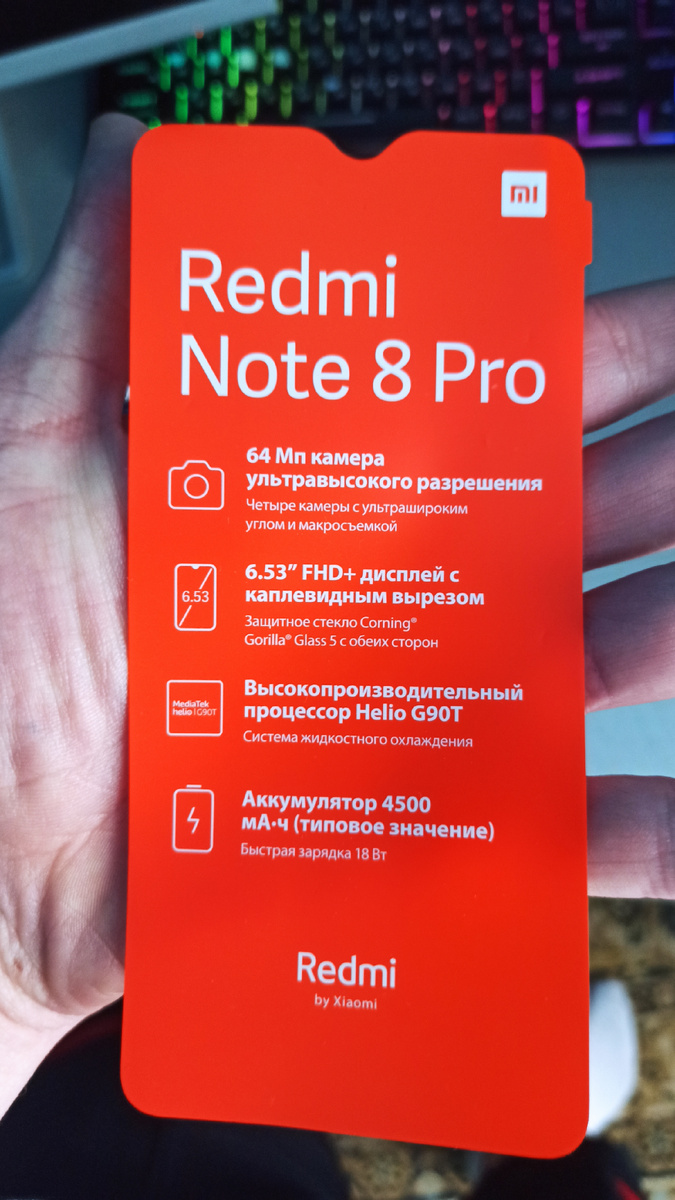 mi
Redmi
Note 8 Pro
64 Мп камера
ультравысокого разрешения
Четыре камеры с ультрашироким
углом и макросъемкой
6.53
6.53” FHD+ дисплей с
каплевидным вырезом
Защитное стекло Corning®
Gorilla® Glass 5 с обеих сторон
MediaTek
helio | G90T
Высокопроизводительный
процессор Helio G90T
Система жидкостного охлаждения
Аккумулятор 4500
мА·ч (типовое значение)
Быстрая зарядка 18 Вт
Redmi
by Xiaomi